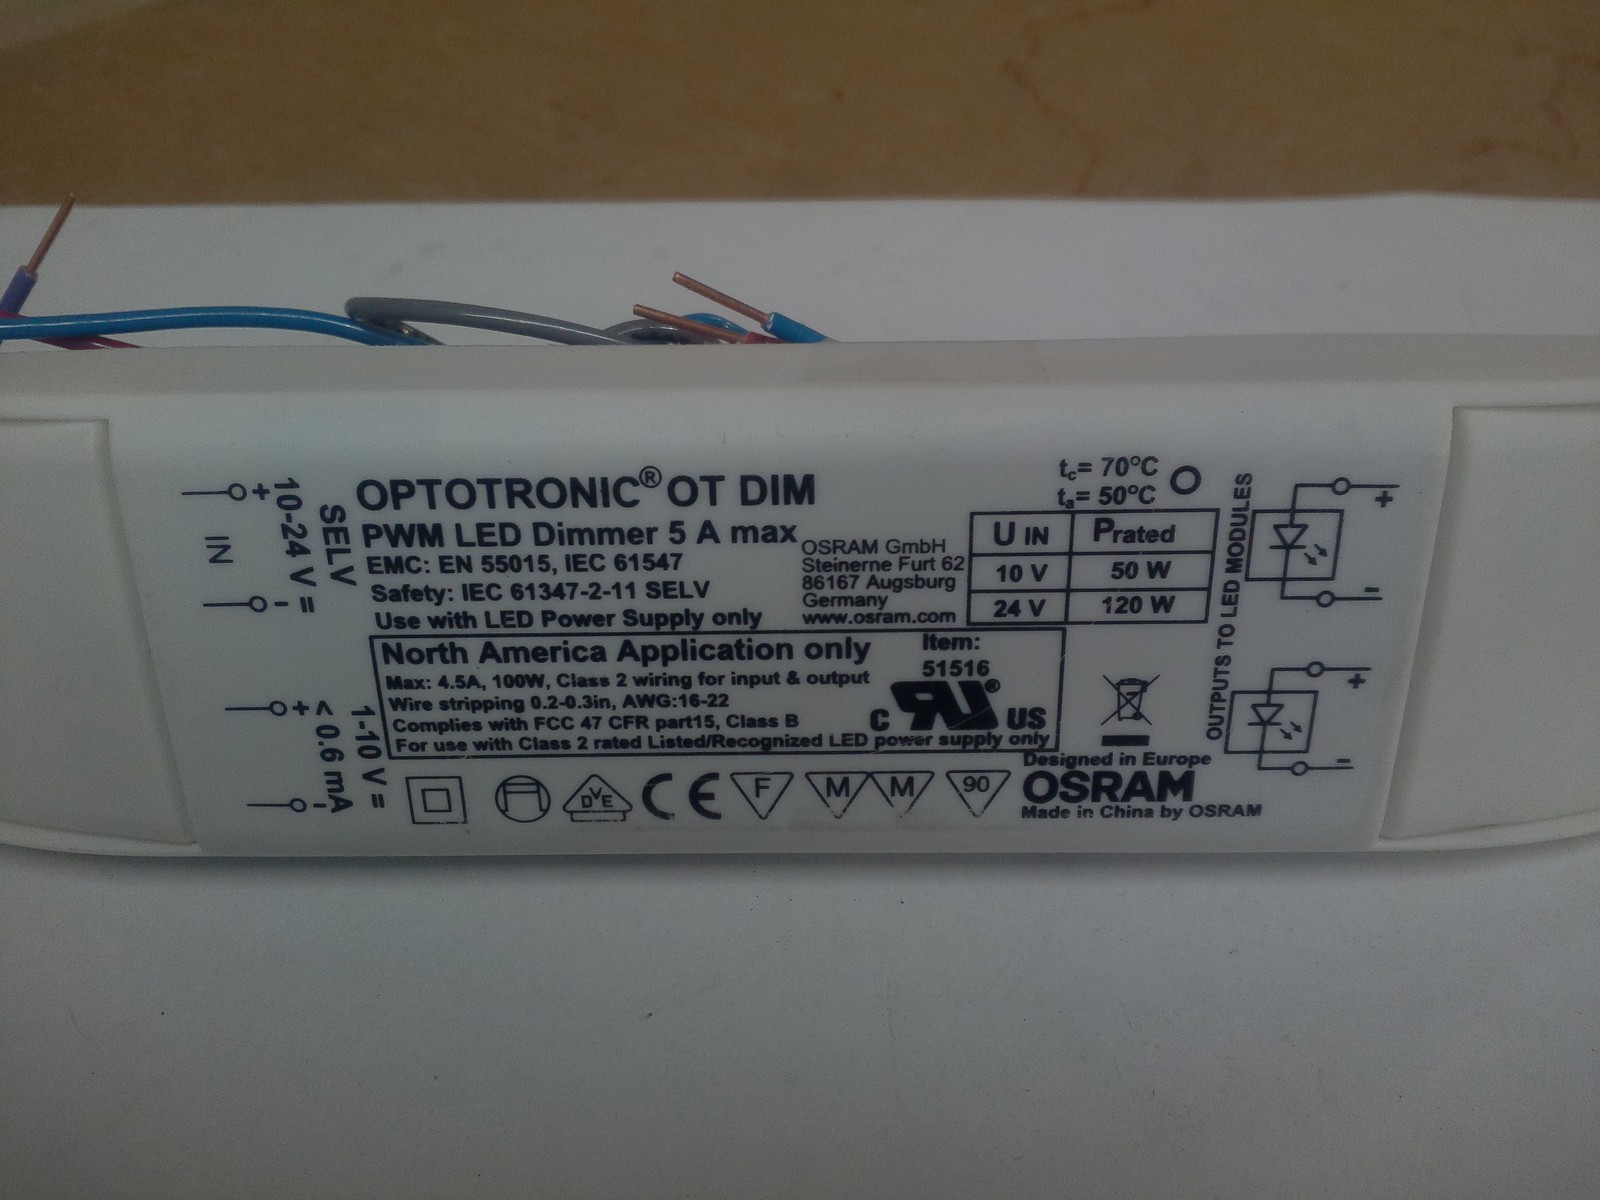 IN
10-24 V =
SELV
+
-
1-10 V =
< 0.6 mA
+
-
OPTOTRONIC® OT DIM
PWM LED Dimmer 5 A max
EMC: EN 55015, IEC 61547
Safety: IEC 61347-2-11 SELV
Use with LED Power Supply only
OSRAM GmbH
Steinerne Furt 62
86167 Augsburg
Germany
www.osram.com
tc= 70°C
ta= 50°C
U IN Prated
10 V 50 W
24 V 120 W
North America Application only
Max: 4.5A, 100W, Class 2 wiring for input & output
Wire stripping 0.2-0.3in, AWG:16-22
Complies with FCC 47 CFR part15, Class B
For use with Class 2 rated Listed/Recognized LED power supply only
Item:
51516
C RU® US
OUTPUTS TO LED MODULES
+
-
+
-
DVE CE F M M 90
Designed in Europe
OSRAM
Made in China by OSRAM